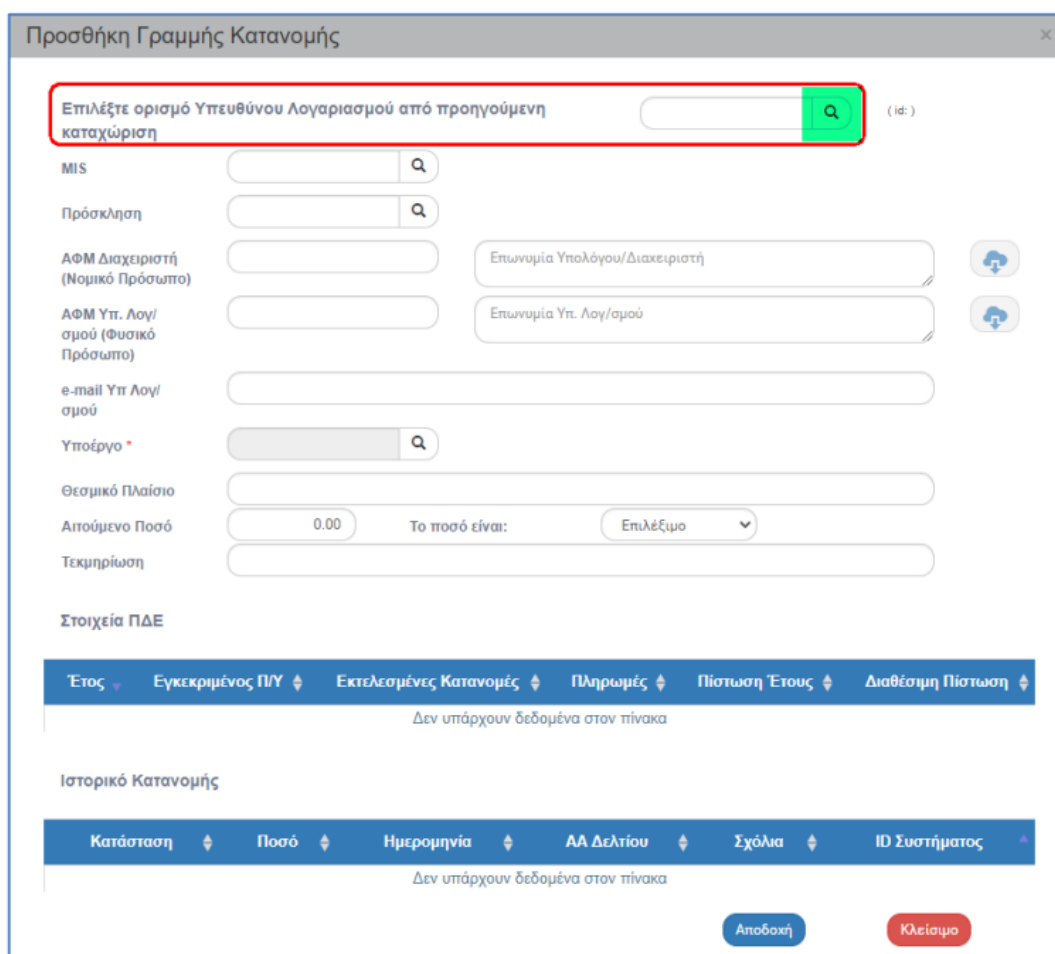 Προσθήκη Γραμμής Κατανομής ×
Επιλέξτε ορισμό Υπευθύνου Λογαριασμού από προηγούμενη
καταχώριση
( id: )
MIS
Πρόσκληση
ΑΦΜ Διαχειριστή
(Νομικό Πρόσωπο)
Επωνυμία Υπολόγου/Διαχειριστή
ΑΦΜ Υπ. Λογ/
σμού (Φυσικό
Πρόσωπο)
Επωνυμία Υπ. Λογ/σμού
e-mail Υπ Λογ/
σμού
Υποέργο *
Θεσμικό Πλαίσιο
Αιτούμενο Ποσό 0.00 Το ποσό είναι: Επιλέξιμο
Τεκμηρίωση
Στοιχεία ΠΔΕ
Έτος Εγκεκριμένος Π/Υ Εκτελεσμένες Κατανομές Πληρωμές Πίστωση Έτους Διαθέσιμη Πίστωση
Δεν υπάρχουν δεδομένα στον πίνακα
Ιστορικό Κατανομής
Κατάσταση Ποσό Ημερομηνία ΑΑ Δελτίου Σχόλια ID Συστήματος
Δεν υπάρχουν δεδομένα στον πίνακα
Αποδοχή Κλείσιμο